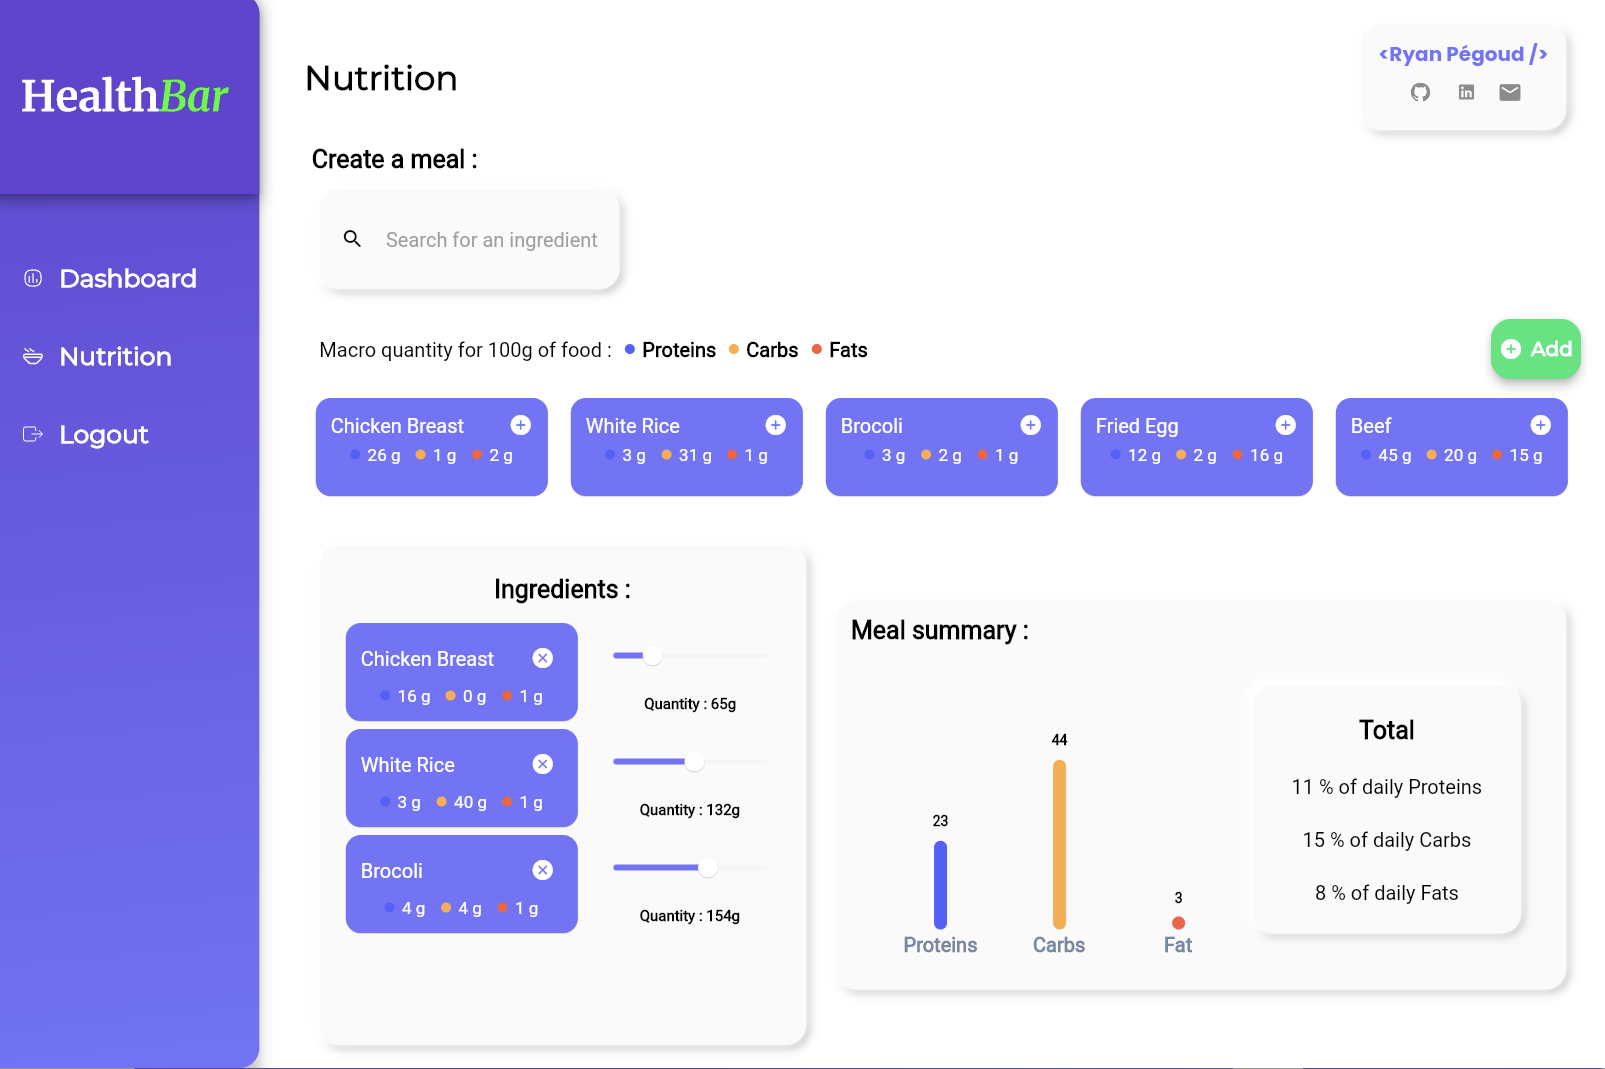 HealthBar
Dashboard
Nutrition
Logout
Nutrition
<Ryan Pégoud />
Create a meal :
Search for an ingredient
Macro quantity for 100g of food : Proteins Carbs Fats
Add
Chicken Breast
26 g 1 g 2 g
White Rice
3 g 31 g 1 g
Brocoli
3 g 2 g 1 g
Fried Egg
12 g 2 g 16 g
Beef
45 g 20 g 15 g
Ingredients :
Chicken Breast
16 g 0 g 1 g
Quantity : 65g
White Rice
3 g 40 g 1 g
Quantity : 132g
Brocoli
4 g 4 g 1 g
Quantity : 154g
Meal summary :
23
44
3
Proteins Carbs Fat
Total
11 % of daily Proteins
15 % of daily Carbs
8 % of daily Fats